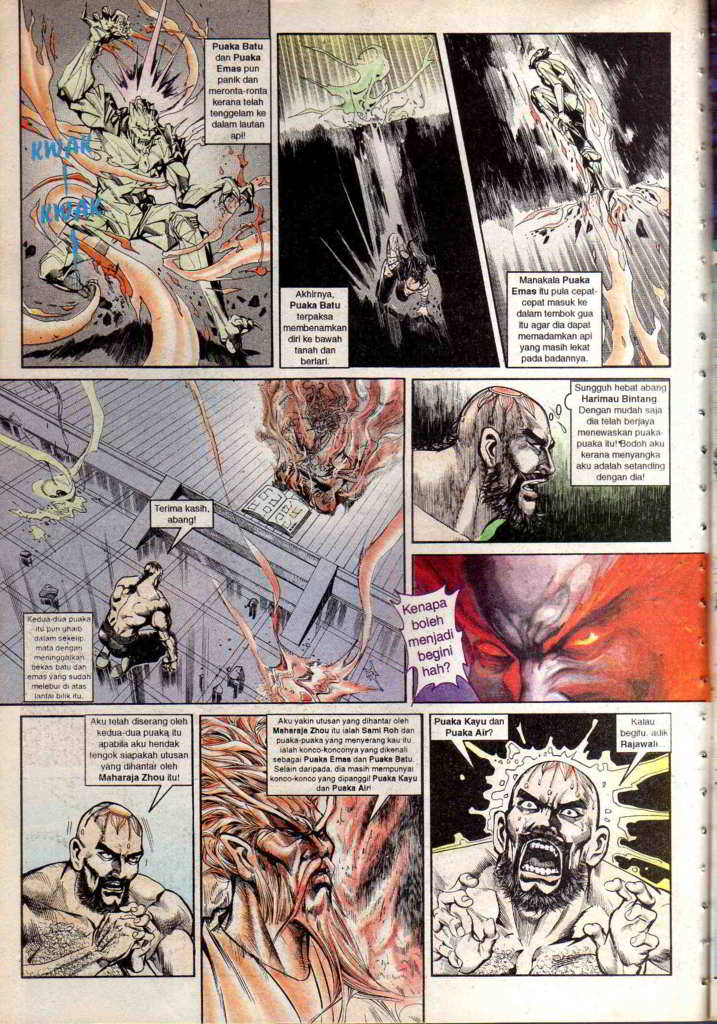 Puaka Batu
dan Puaka
Emas pun
panik dan
meronta-ronta
kerana telah
tenggelam ke
dalam lautan
api!
KWAK
KWAK
Akhirnya,
Puaka Batu
terpaksa
membenamkan
diri ke bawah
tanah dan
berlari.
Manakala Puaka
Emas itu pula cepat-
cepat masuk ke
dalam tembok gua
itu agar dia dapat
memadamkan api
yang masih lekat
pada badannya.
Terima kasih,
abang!
Kedua-dua puaka
itu pun ghaib
dalam sekelip
mata dengan
meninggalkan
bekas batu dan
emas yang sudah
melebur di atas
lantai bilik itu.
Sungguh hebat abang
Harimau Bintang.
Dengan mudah saja
dia telah berjaya
menewaskan puaka-
puaka itu! Bodoh aku
kerana menyangka
aku adalah setanding
dengan dia!
Kenapa
boleh
menjadi
begini
hah?
Aku telah diserang oleh
kedua-dua puaka itu
apabila aku hendak
tengok siapakah utusan
yang dihantar oleh
Maharaja Zhou itu!
Aku yakin utusan yang dihantar oleh
Maharaja Zhou itu ialah Sami Roh dan
puaka-puaka yang menyerang kau itu
ialah konco-konconya yang dikenali
sebagai Puaka Emas dan Puaka Batu.
Selain daripada, dia masih mempunyai
konco-konco yang dipanggil Puaka Kayu
dan Puaka Air!
Puaka Kayu dan
Puaka Air?
Kalau
begitu, adik
Rajawali...